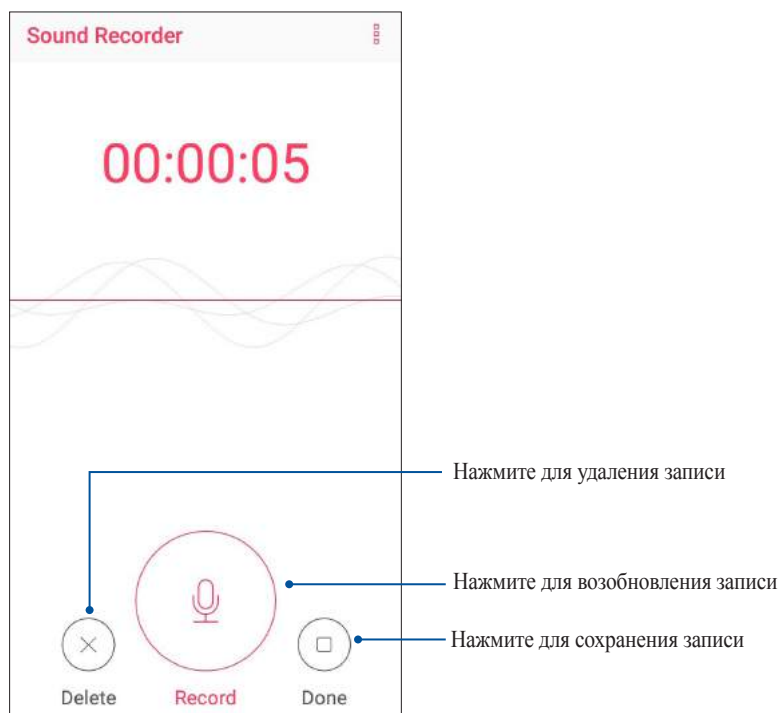 Sound Recorder
00:00:05
Нажмите для удаления записи
Нажмите для возобновления записи
Нажмите для сохранения записи
Delete Record Done